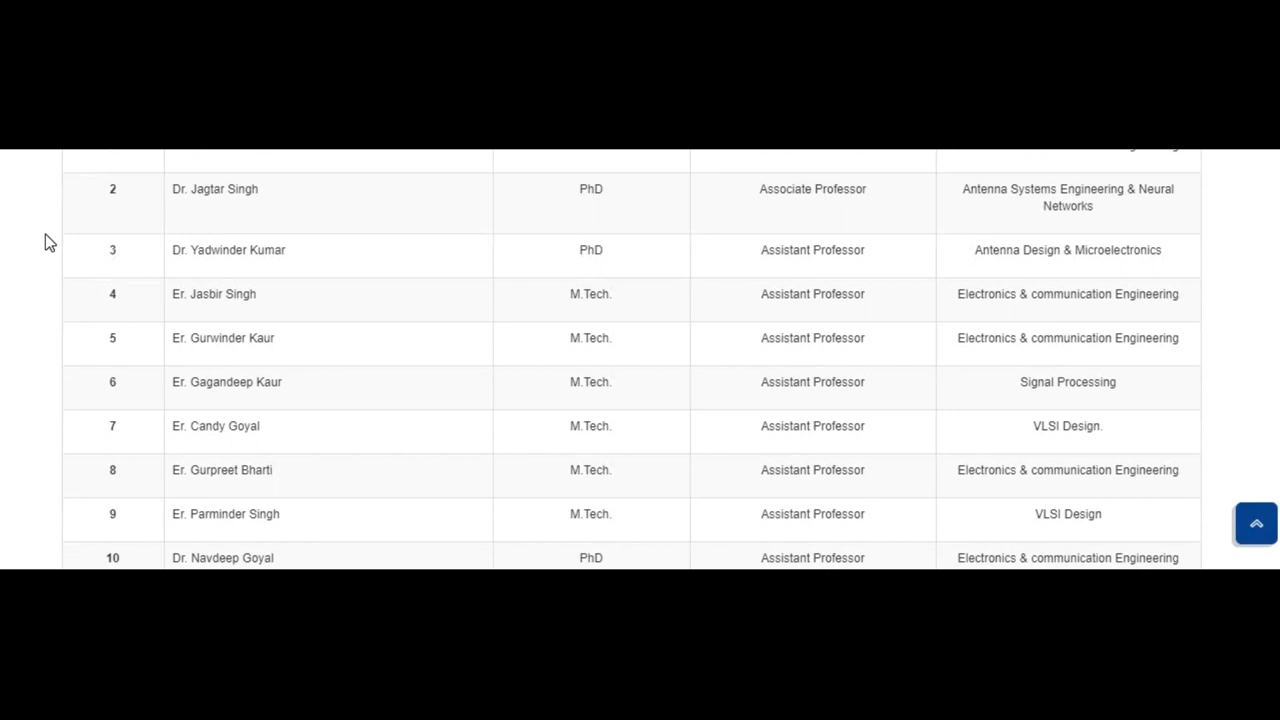 2 Dr. Jagtar Singh PhD Associate Professor Antenna Systems Engineering & Neural
Networks
3 Dr. Yadwinder Kumar PhD Assistant Professor Antenna Design & Microelectronics
4 Er. Jasbir Singh M.Tech. Assistant Professor Electronics & communication Engineering
5 Er. Gurwinder Kaur M.Tech. Assistant Professor Electronics & communication Engineering
6 Er. Gagandeep Kaur M.Tech. Assistant Professor Signal Processing
7 Er. Candy Goyal M.Tech. Assistant Professor VLSI Design.
8 Er. Gurpreet Bharti M.Tech. Assistant Professor Electronics & communication Engineering
9 Er. Parminder Singh M.Tech. Assistant Professor VLSI Design
10 Dr. Navdeep Goyal PhD Assistant Professor Electronics & communication Engineering